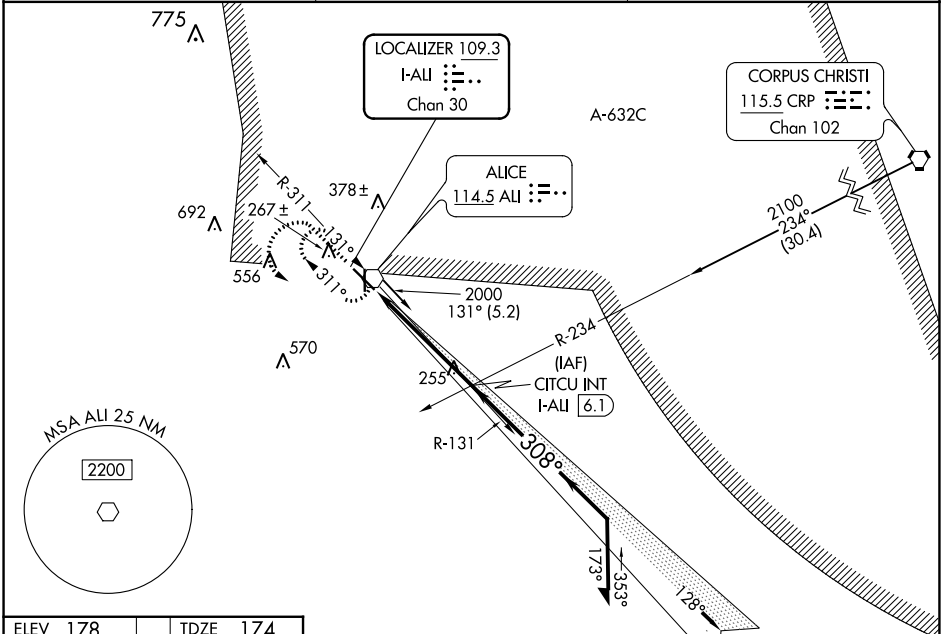 775
LOCALIZER 109.3
I-ALI
Chan 30
A-632C
CORPUS CHRISTI
115.5 CRP
Chan 102
ALICE
114.5 ALI
R-311
378±
692
267±
131°
2100
234°
(30.4)
556
311°
2000
131° (5.2)
R-234
(IAF)
CITCU INT
I-ALI 6.1
570
255
R-131
308°
MSA ALI 25 NM
2200
173°
353°
128°
ELEV 178
TDZE 174